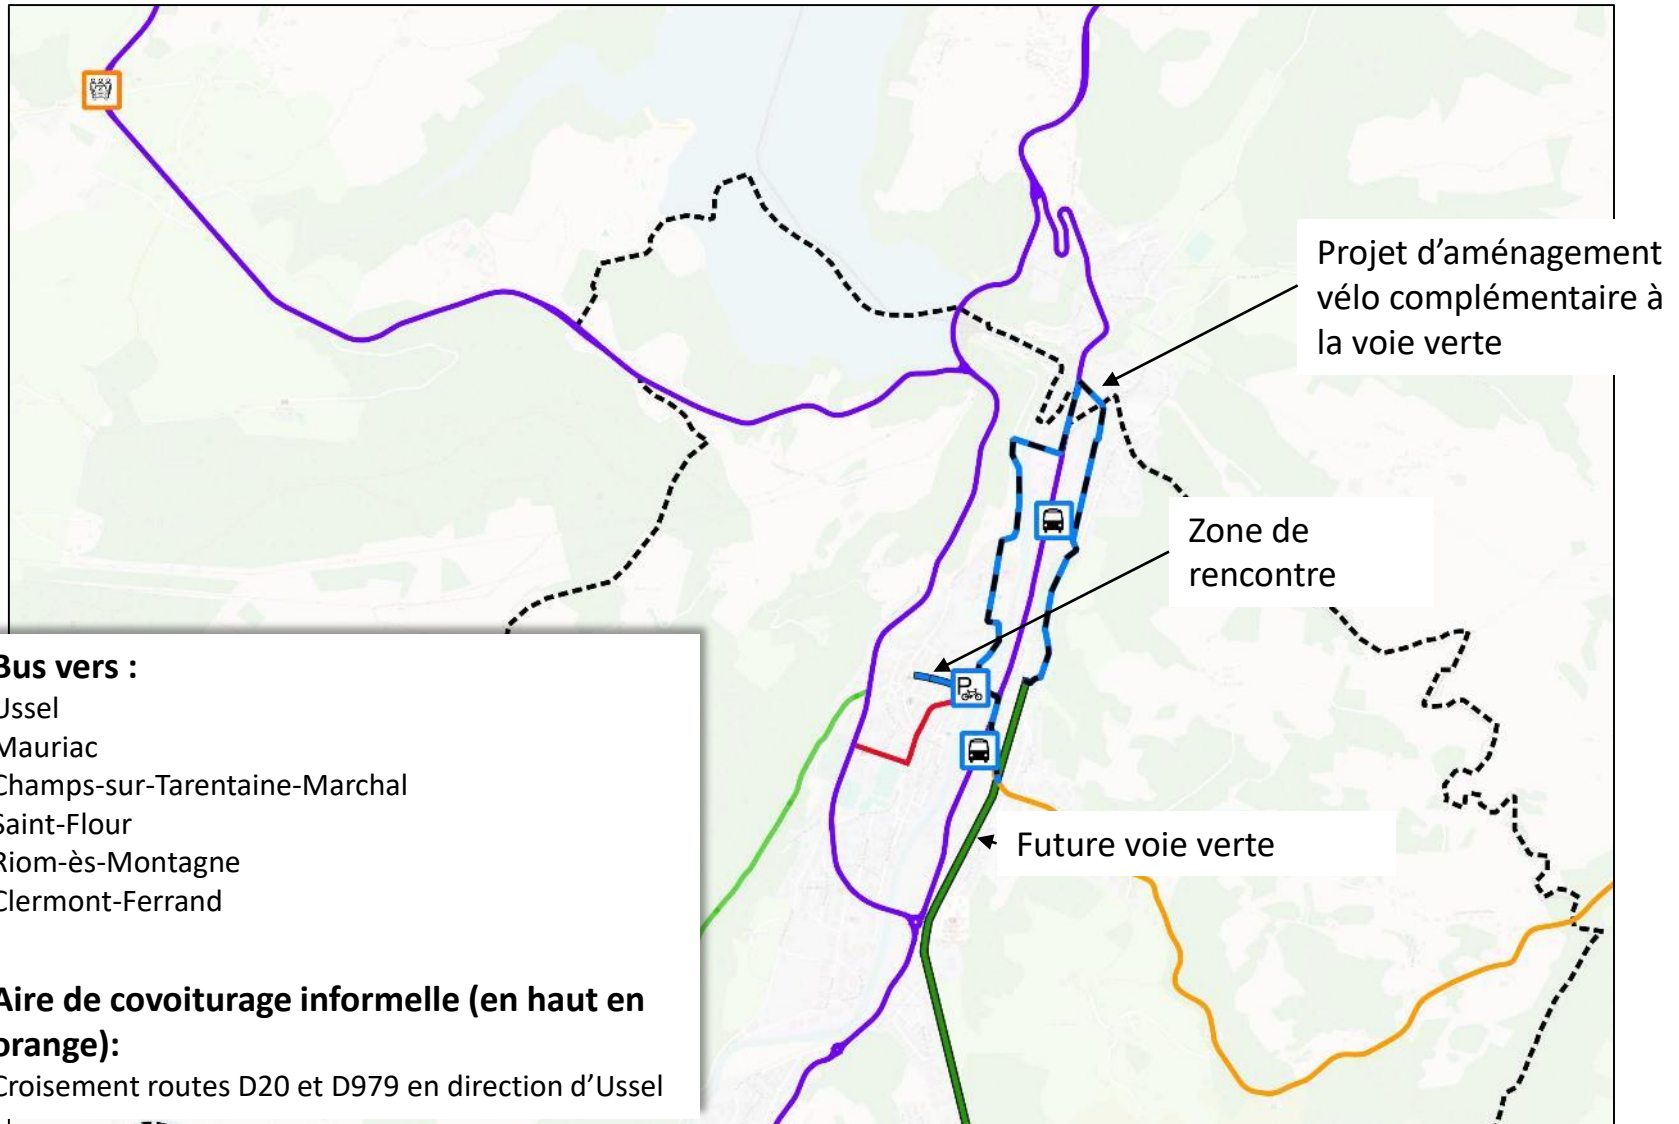 Projet d’aménagement
vélo complémentaire à
la voie verte
Zone de
rencontre
P
Future voie verte
Bus vers :
Ussel
Mauriac
Champs-sur-Tarentaine-Marchal
Saint-Flour
Riom-ès-Montagne
Clermont-Ferrand
Aire de covoiturage informelle (en haut en
orange):
Croisement routes D20 et D979 en direction d’Ussel